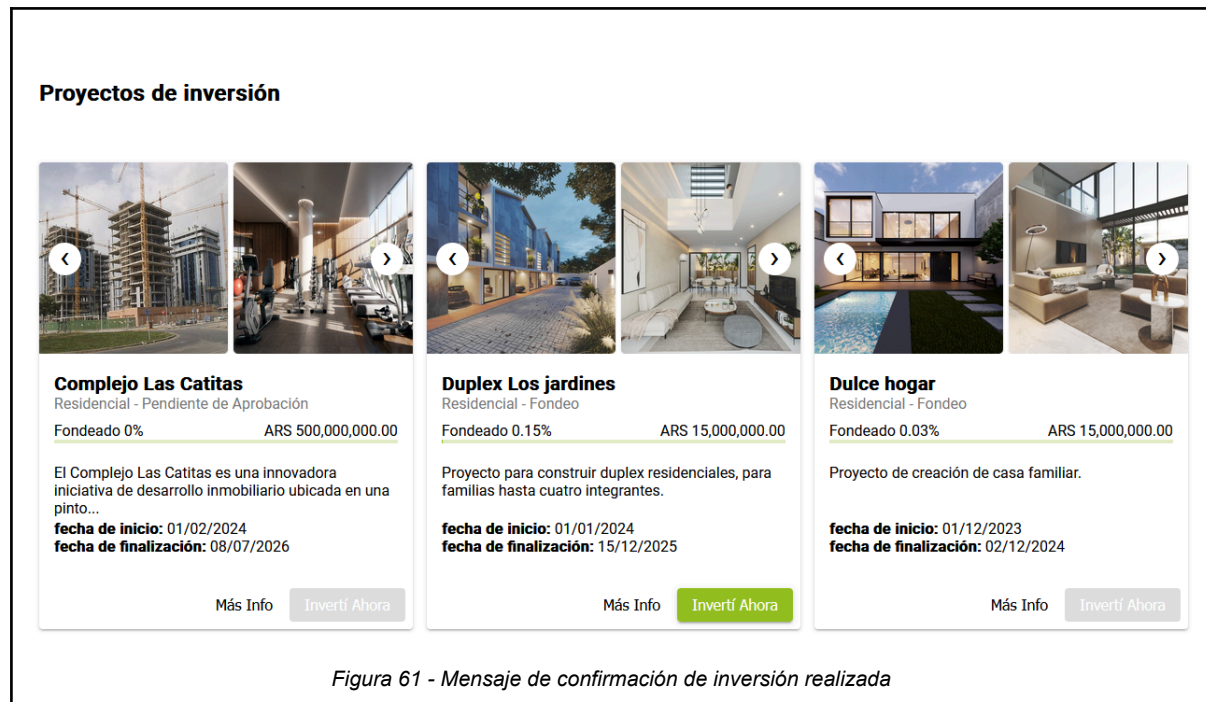 Proyectos de inversión
Complejo Las Catitas
Residencial - Pendiente de Aprobación
Fondeado 0% ARS 500,000,000.00
El Complejo Las Catitas es una innovadora
iniciativa de desarrollo inmobiliario ubicada en una
pinto...
fecha de inicio: 01/02/2024
fecha de finalización: 08/07/2026
Más Info Invertí Ahora
Duplex Los jardines
Residencial - Fondeo
Fondeado 0.15% ARS 15,000,000.00
Proyecto para construir duplex residenciales, para
familias hasta cuatro integrantes.
fecha de inicio: 01/01/2024
fecha de finalización: 15/12/2025
Más Info Invertí Ahora
Dulce hogar
Residencial - Fondeo
Fondeado 0.03% ARS 15,000,000.00
Proyecto de creación de casa familiar.
fecha de inicio: 01/12/2023
fecha de finalización: 02/12/2024
Más Info Invertí Ahora
Figura 61 - Mensaje de confirmación de inversión realizada